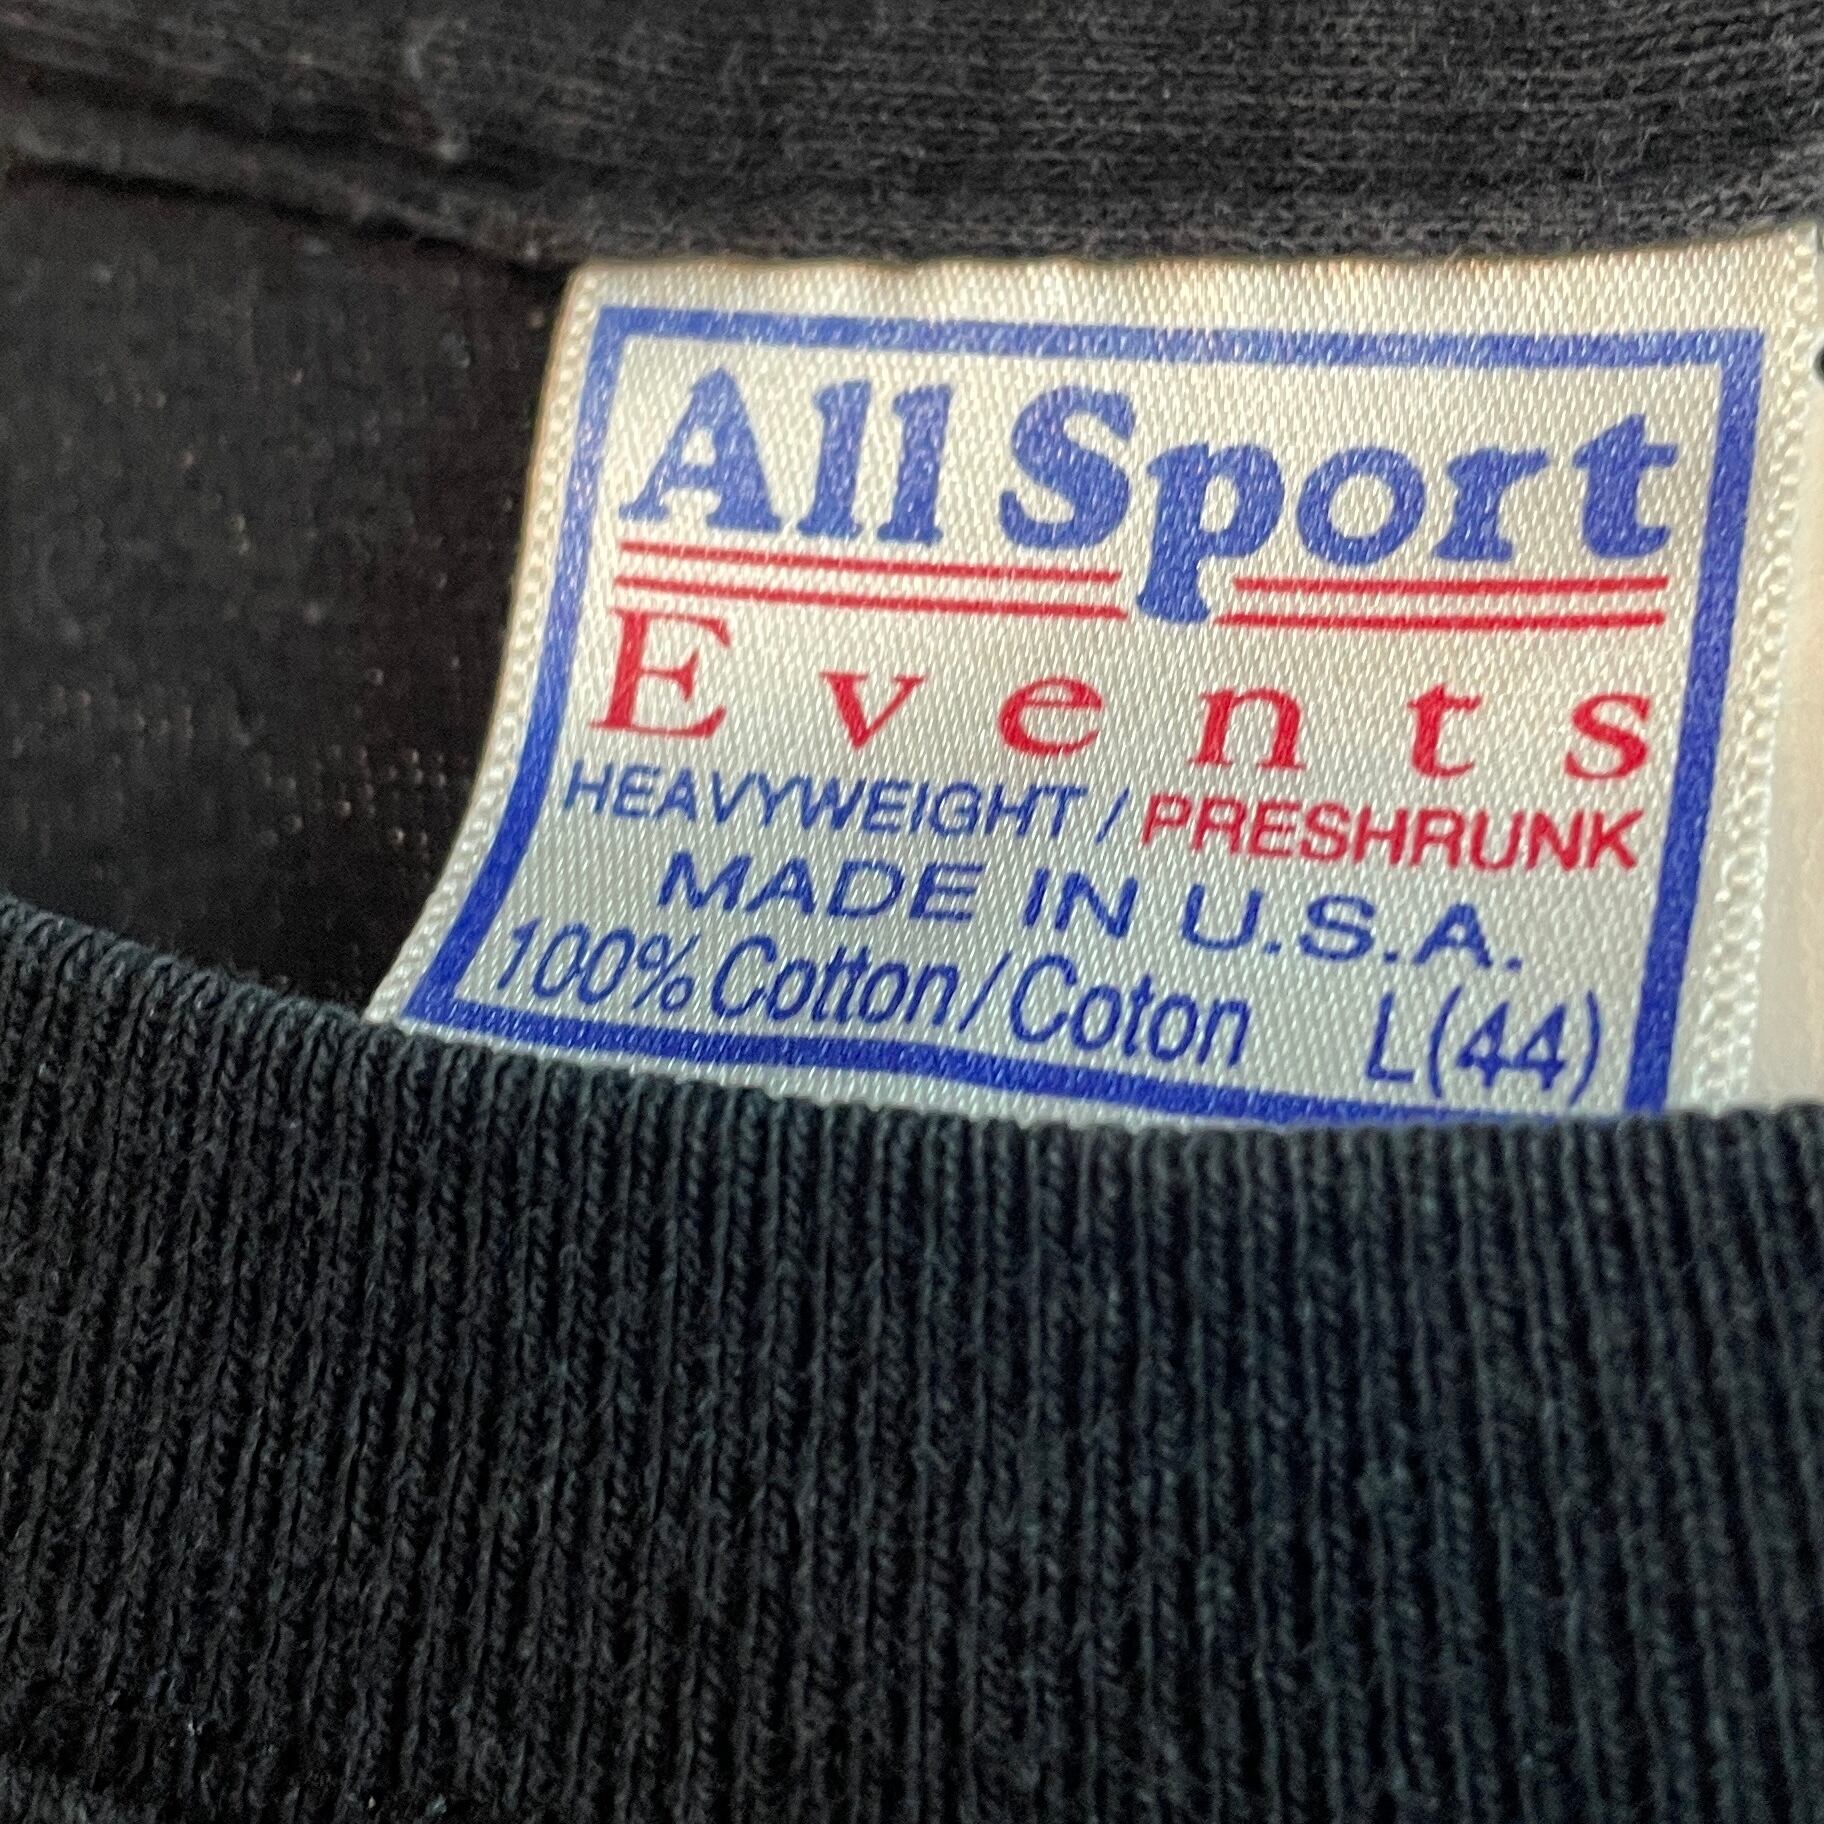 All Sport
Events
HEAVYWEIGHT / PRESHRUNK
MADE IN U.S.A.
100% Cotton/Coton L(44)